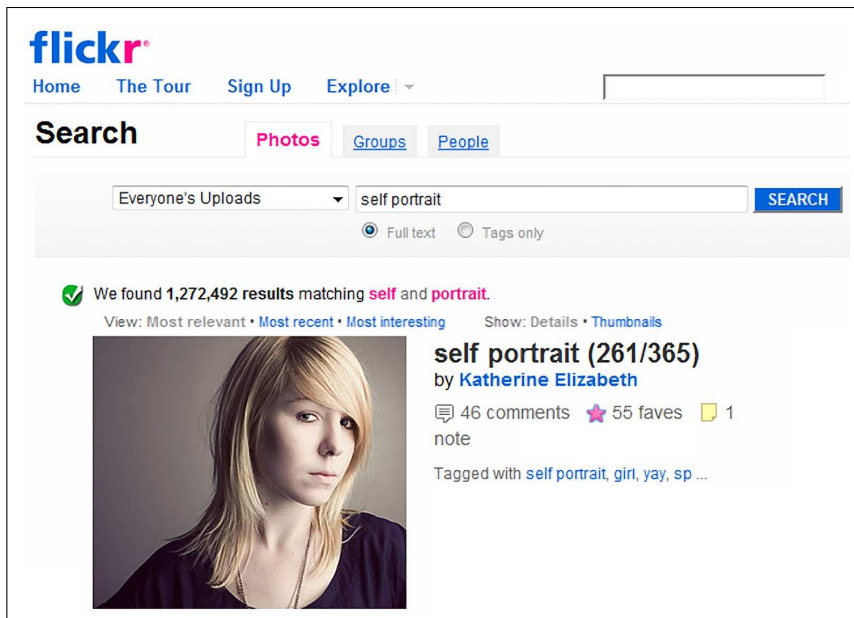 flickr
Home The Tour Sign Up Explore
Search Photos Groups People
Everyone's Uploads self portrait SEARCH
Full text Tags only
We found 1,272,492 results matching self and portrait.
View: Most relevant • Most recent • Most interesting Show: Details • Thumbnails
self portrait (261/365)
by Katherine Elizabeth
46 comments 55 faves 1
note
Tagged with self portrait, girl, yay, sp ...